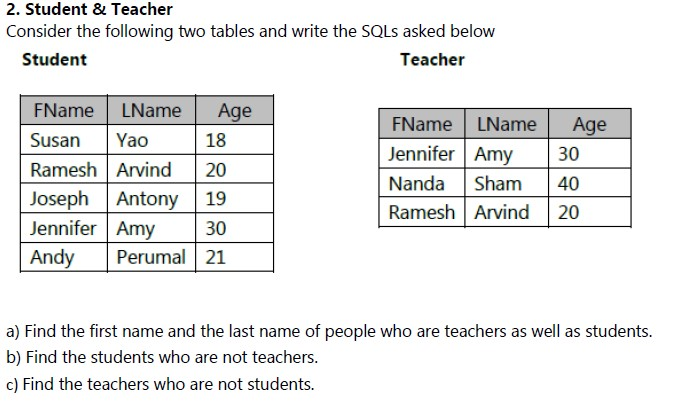 2. Student & Teacher
Consider the following two tables and write the SQLs asked below
Student
FName LName Age
Susan Yao 18
Ramesh Arvind 20
Joseph Antony 19
Jennifer Amy 30
Andy Perumal 21
Teacher
FName LName Age
Jennifer Amy 30
Nanda Sham 40
Ramesh Arvind 20
a) Find the first name and the last name of people who are teachers as well as students.
b) Find the students who are not teachers.
c) Find the teachers who are not students.